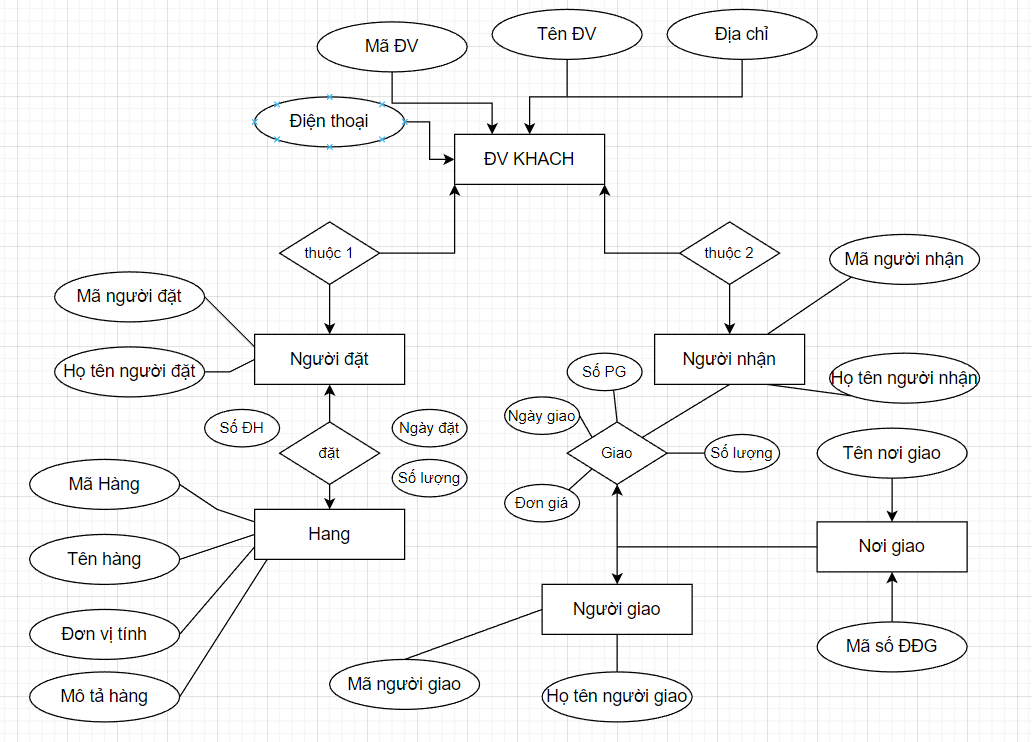 Tên ĐV
Địa chỉ
Mã ĐV
Điện thoại
ĐV KHACH
thuộc 1
thuộc 2
Mã người nhận
Mã người đặt
Người đặt
Người nhận
Họ tên người đặt
Số PG
Họ tên người nhận
Ngày giao
Số ĐH
Ngày đặt
đặt
Giao
Số lượng
Tên nơi giao
Số lượng
Mã Hàng
Đơn giá
Hang
Nơi giao
Tên hàng
Người giao
Đơn vị tính
Mã số ĐĐG
Mã người giao
Mô tả hàng
Họ tên người giao